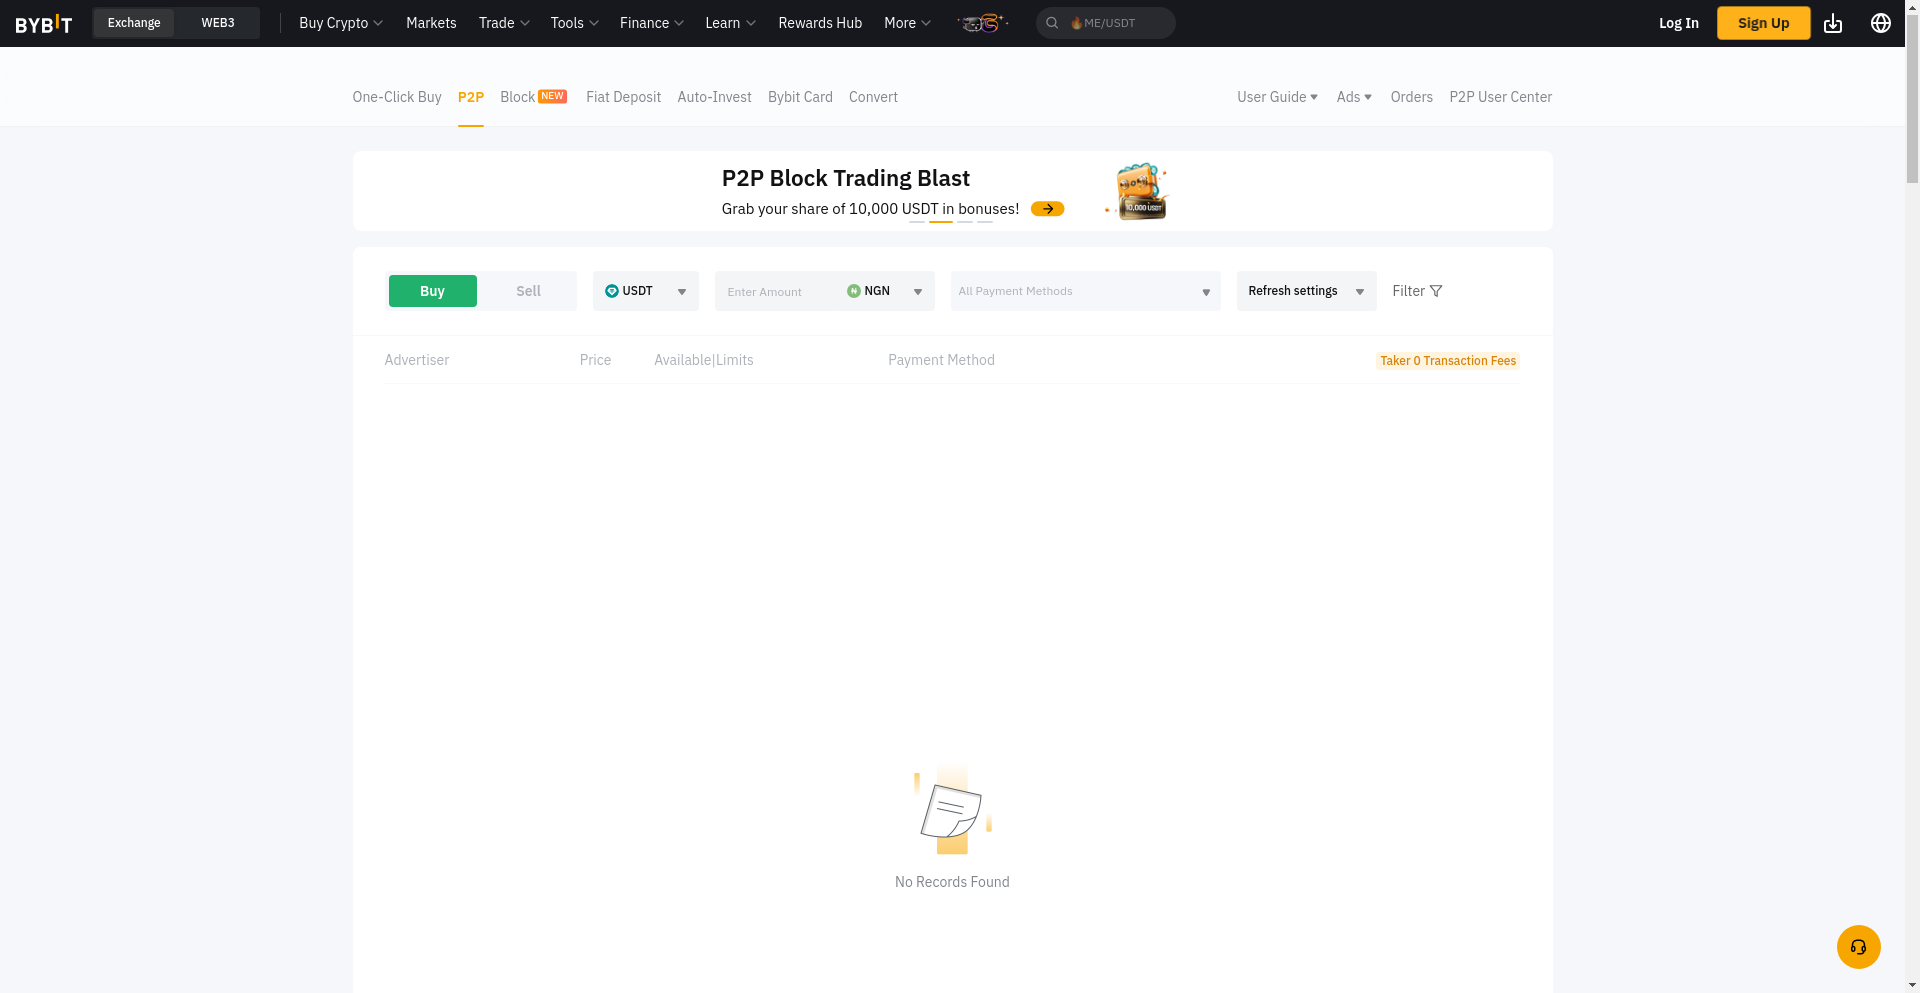 BYBIT Exchange WEB3 Buy Crypto Markets Trade Tools Finance Learn Rewards Hub More ME/USDT Log In Sign Up
One-Click Buy P2P Block NEW Fiat Deposit Auto-Invest Bybit Card Convert User Guide Ads Orders P2P User Center
P2P Block Trading Blast
Grab your share of 10,000 USDT in bonuses!
10,000 USDT
Buy Sell USDT Enter Amount NGN All Payment Methods Refresh settings Filter
Advertiser Price Available|Limits Payment Method Taker 0 Transaction Fees
No Records Found